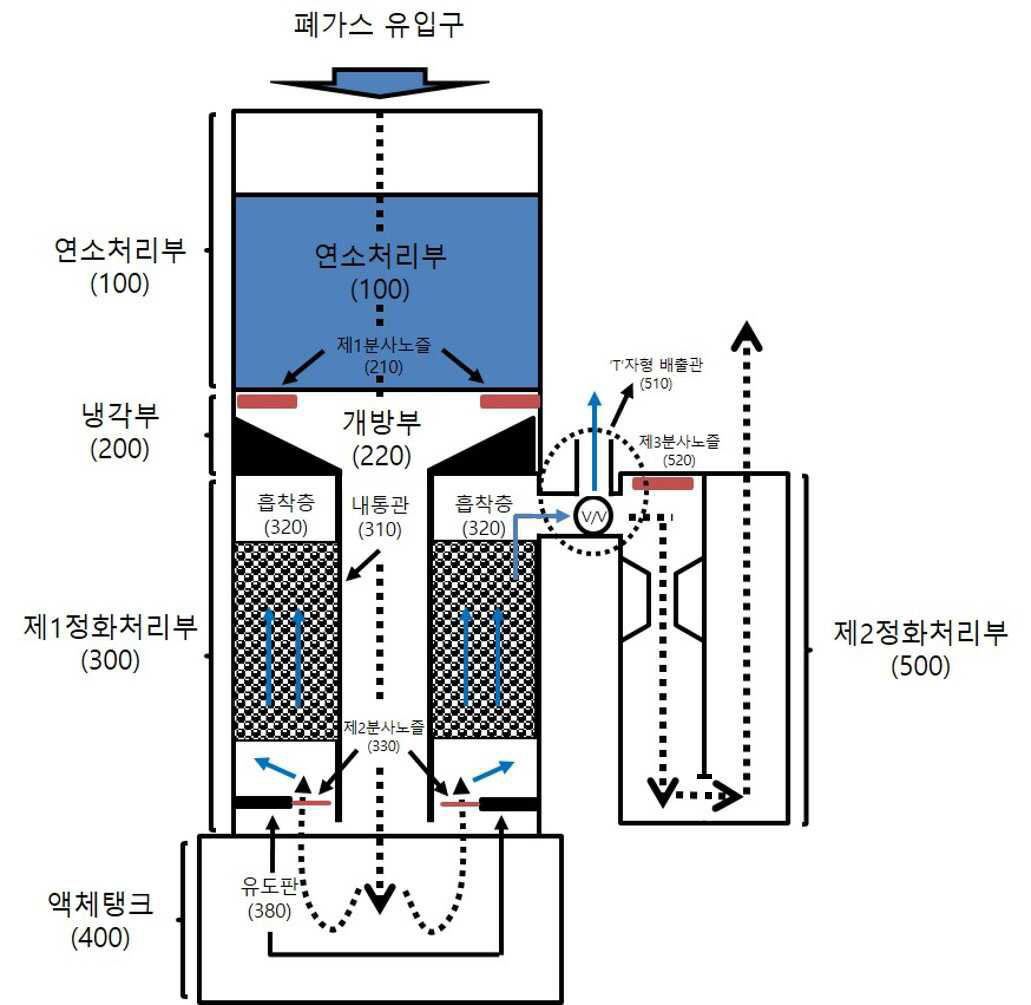 폐가스 유입구
연소처리부
(100)
연소처리부
(100)
제1분사노즐
(210)
냉각부
(200)
개방부
(220)
'T'자형 배출관
(510)
제3분사노즐
(520)
흡착층
(320)
내통관
(310)
흡착층
(320)
V/V
제1정화처리부
(300)
제2정화처리부
(500)
제2분사노즐
(330)
유도판
(380)
액체탱크
(400)